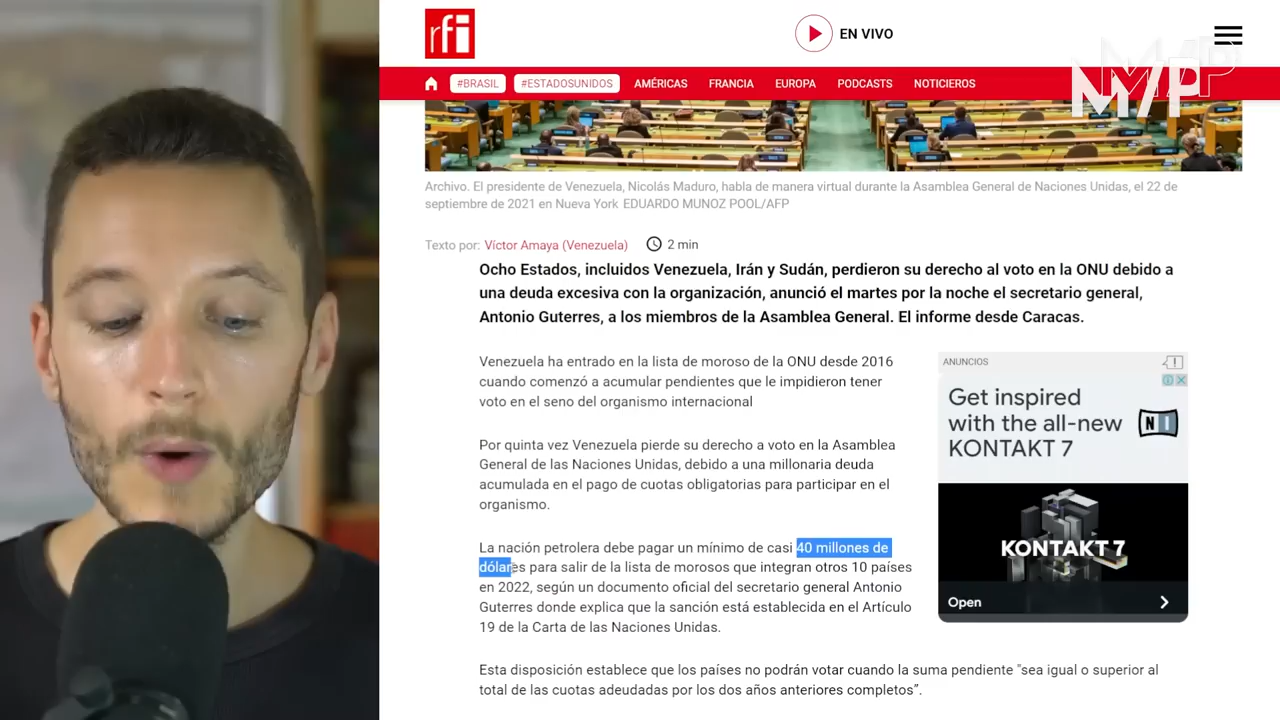 rfi
EN VIVO
#BRASIL
#ESTADOSUNIDOS
AMÉRICAS
FRANCIA
EUROPA
PODCASTS
NOTICIEROS
Archivo. El presidente de Venezuela, Nicolás Maduro, habla de manera virtual durante la Asamblea General de Naciones Unidas, el 22 de
septiembre de 2021 en Nueva York EDUARDO MUNOZ POOL/AFP
Texto por: Víctor Amaya (Venezuela) 2 min
Ocho Estados, incluidos Venezuela, Irán y Sudán, perdieron su derecho al voto en la ONU debido a
una deuda excesiva con la organización, anunció el martes por la noche el secretario general,
Antonio Guterres, a los miembros de la Asamblea General. El informe desde Caracas.
Venezuela ha entrado en la lista de moroso de la ONU desde 2016
cuando comenzó a acumular pendientes que le impidieron tener
voto en el seno del organismo internacional
Por quinta vez Venezuela pierde su derecho a voto en la Asamblea
General de las Naciones Unidas, debido a una millonaria deuda
acumulada en el pago de cuotas obligatorias para participar en el
organismo.
La nación petrolera debe pagar un mínimo de casi 40 millones de
dólares para salir de la lista de morosos que integran otros 10 países
en 2022, según un documento oficial del secretario general Antonio
Guterres donde explica que la sanción está establecida en el Artículo
19 de la Carta de las Naciones Unidas.
Esta disposición establece que los países no podrán votar cuando la suma pendiente "sea igual o superior al
total de las cuotas adeudadas por los dos años anteriores completos”.
ANUNCIOS
Get inspired
with the all-new
KONTAKT 7
KONTAKT 7
Open